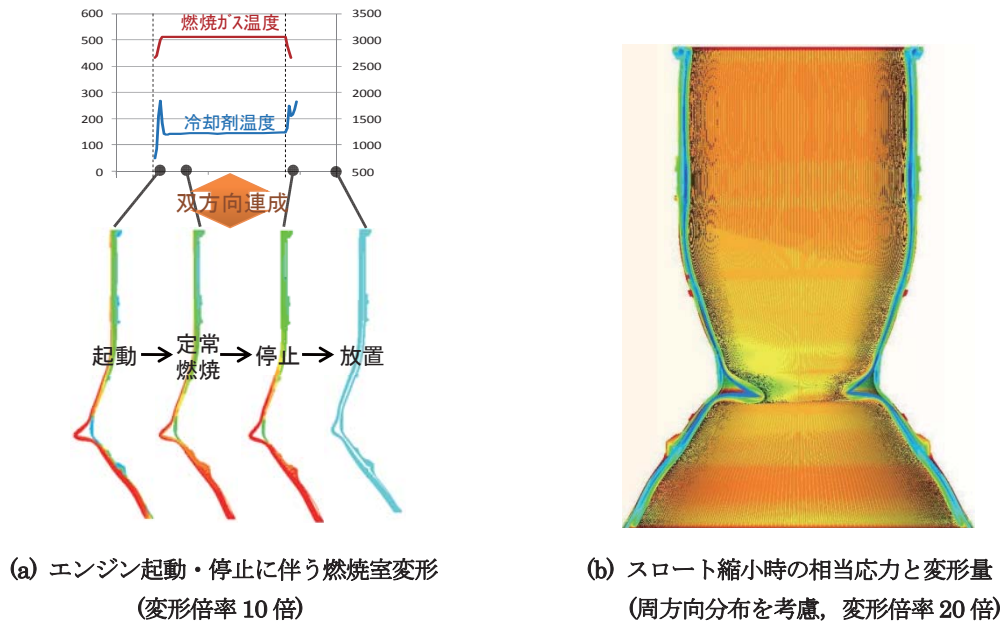 600
500
400
300
200
100
0
3500
3000
2500
2000
1500
1000
500
燃焼ガス温度
冷却剤温度
双方向連成
起動
定常
燃焼
停止
放置
(a) エンジン起動・停止に伴う燃焼室変形
(変形倍率 10 倍)
(b) スロート縮小時の相当応力と変形量
(周方向分布を考慮，変形倍率 20 倍)